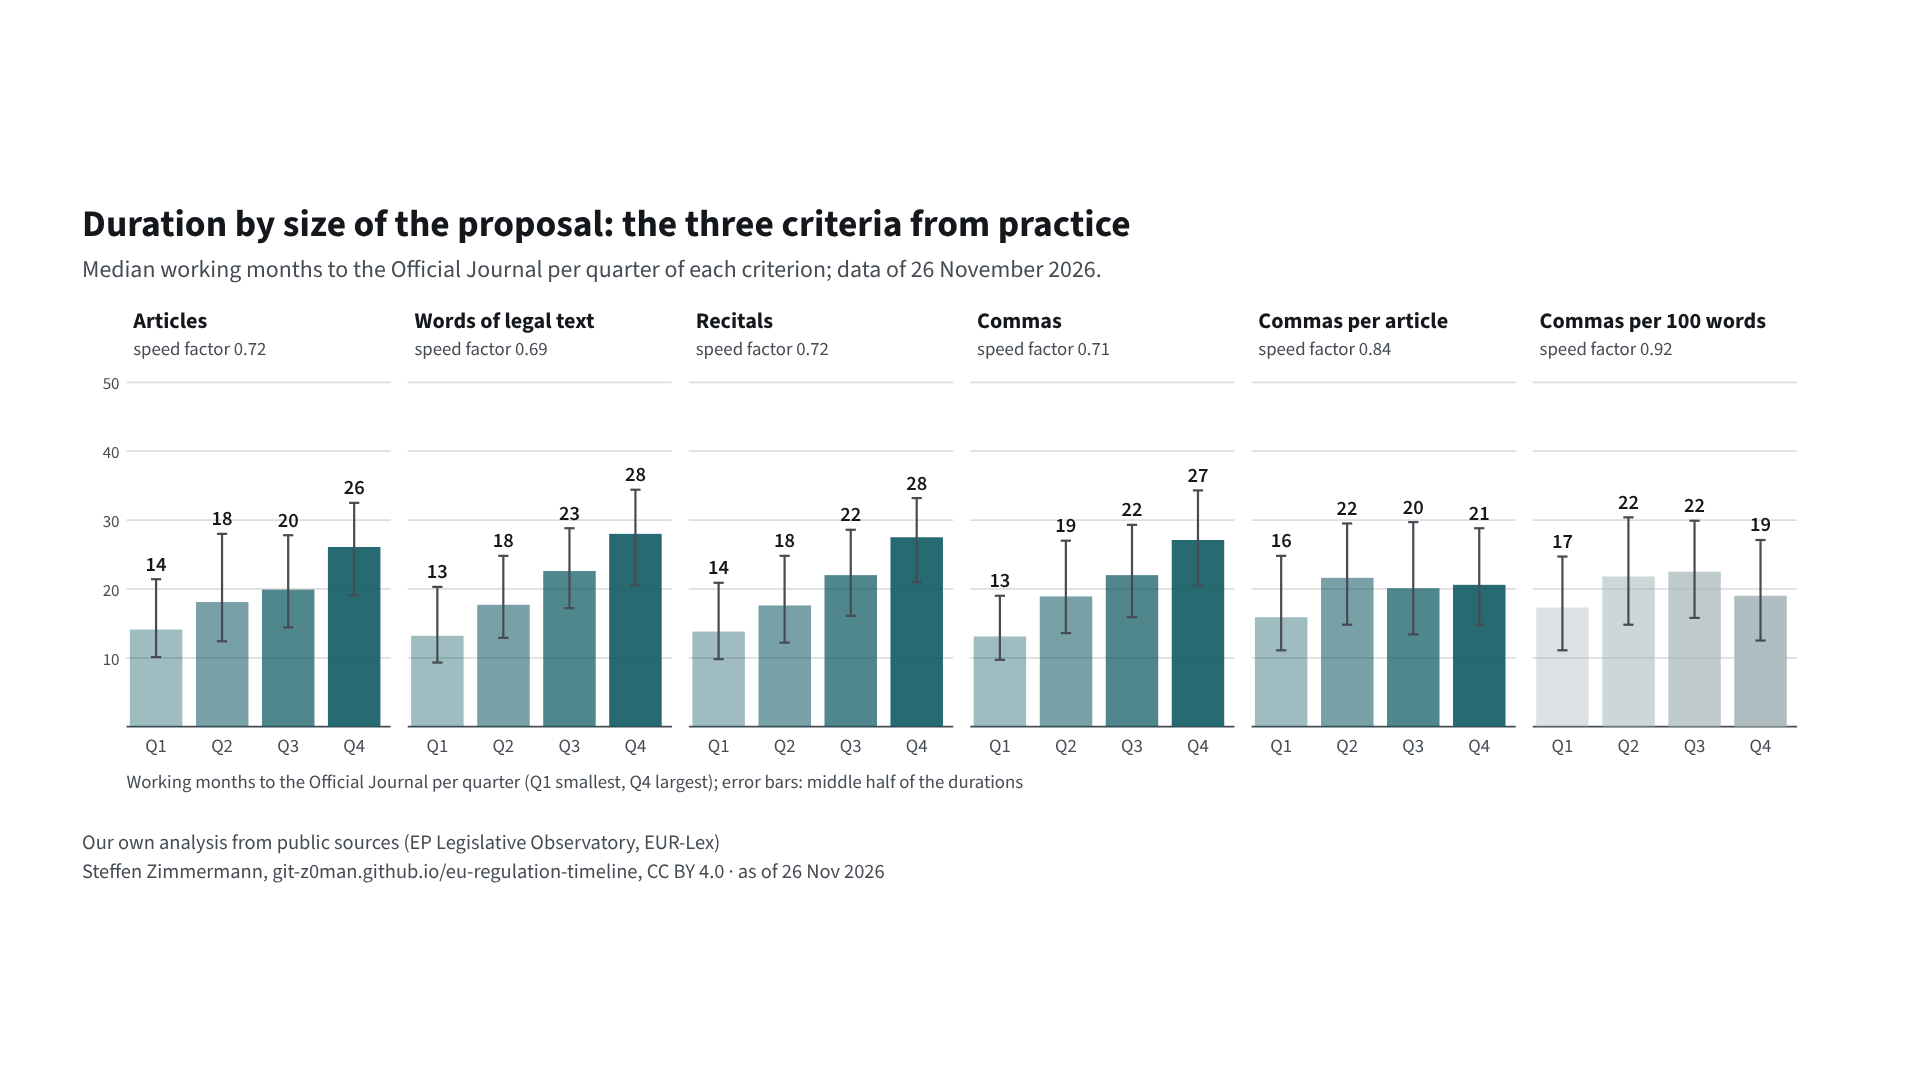 Duration by size of the proposal: the three criteria from practice
Median working months to the Official Journal per quarter of each criterion; data of 26 November 2026.
Articles
speed factor 0.72
Words of legal text
speed factor 0.69
Recitals
speed factor 0.72
Commas
speed factor 0.71
Commas per article
speed factor 0.84
Commas per 100 words
speed factor 0.92
50
40
30
20
10
14 18 20 26
13 18 23 28
14 18 22 28
13 19 22 27
16 22 20 21
17 22 22 19
Q1 Q2 Q3 Q4
Q1 Q2 Q3 Q4
Q1 Q2 Q3 Q4
Q1 Q2 Q3 Q4
Q1 Q2 Q3 Q4
Q1 Q2 Q3 Q4
Working months to the Official Journal per quarter (Q1 smallest, Q4 largest); error bars: middle half of the durations
Our own analysis from public sources (EP Legislative Observatory, EUR-Lex)
Steffen Zimmermann, git-z0man.github.io/eu-regulation-timeline, CC BY 4.0 · as of 26 Nov 2026